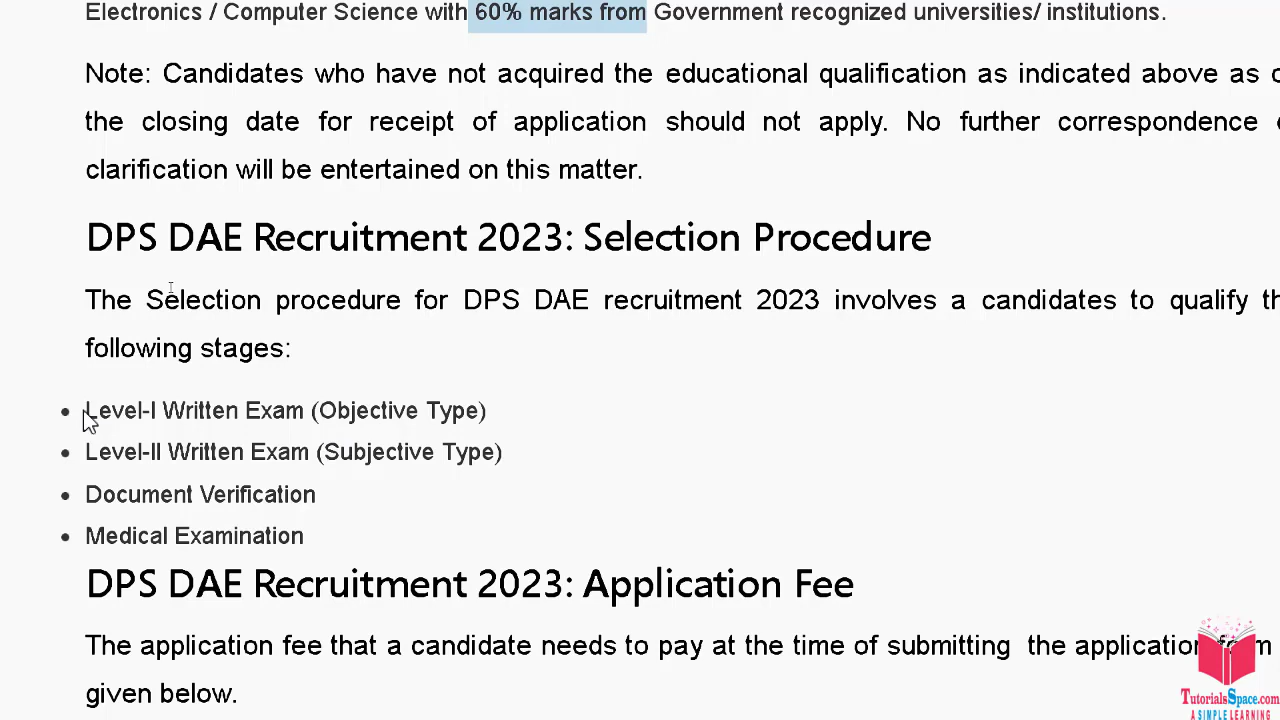 Electronics / Computer Science with 60% marks from Government recognized universities/ institutions.
Note: Candidates who have not acquired the educational qualification as indicated above as
the closing date for receipt of application should not apply. No further correspondence
clarification will be entertained on this matter.
DPS DAE Recruitment 2023: Selection Procedure
The Selection procedure for DPS DAE recruitment 2023 involves a candidates to qualify
following stages:
• Level-I Written Exam (Objective Type)
• Level-II Written Exam (Subjective Type)
• Document Verification
• Medical Examination
DPS DAE Recruitment 2023: Application Fee
The application fee that a candidate needs to pay at the time of submitting the application
given below.
TutorialsSpace.com
A SIMPLE LEARNING